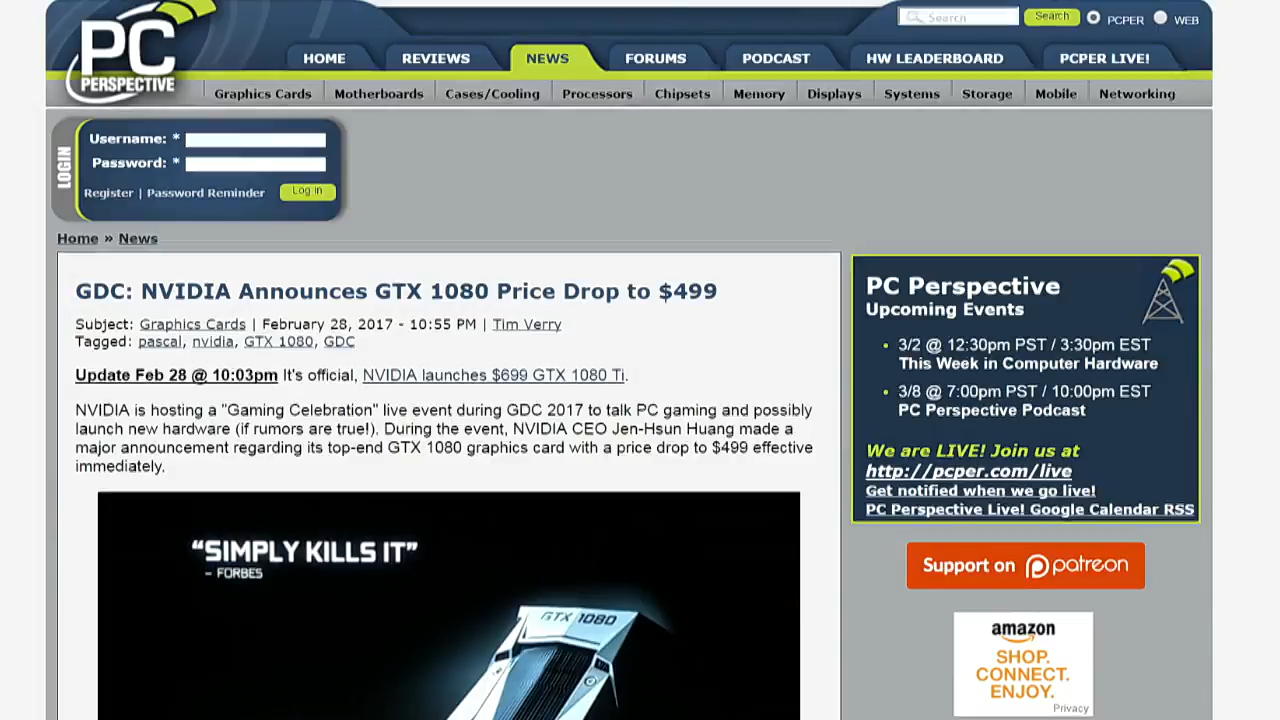 PC
PERSPECTIVE
Search
Search
PCPER
WEB
HOME
REVIEWS
NEWS
FORUMS
PODCAST
HW LEADERBOARD
PCPER LIVE!
Graphics Cards
Motherboards
Cases/Cooling
Processors
Chipsets
Memory
Displays
Systems
Storage
Mobile
Networking
LOGIN
Username: *
Password: *
Register | Password Reminder
Log in
Home » News
GDC: NVIDIA Announces GTX 1080 Price Drop to $499
Subject: Graphics Cards | February 28, 2017 - 10:55 PM | Tim Verry
Tagged: pascal, nvidia, GTX 1080, GDC
Update Feb 28 @ 10:03pm It's official, NVIDIA launches $699 GTX 1080 Ti.
NVIDIA is hosting a "Gaming Celebration" live event during GDC 2017 to talk PC gaming and possibly
launch new hardware (if rumors are true!). During the event, NVIDIA CEO Jen-Hsun Huang made a
major announcement regarding its top-end GTX 1080 graphics card with a price drop to $499 effective
immediately.
“SIMPLY KILLS IT”
– FORBES
GTX 1080
PC Perspective
Upcoming Events
• 3/2 @ 12:30pm PST / 3:30pm EST
This Week in Computer Hardware
• 3/8 @ 7:00pm PST / 10:00pm EST
PC Perspective Podcast
We are LIVE! Join us at
http://pcper.com/live
Get notified when we go live!
PC Perspective Live! Google Calendar RSS
Support on patreon
amazon
SHOP.
CONNECT.
ENJOY.
Privacy